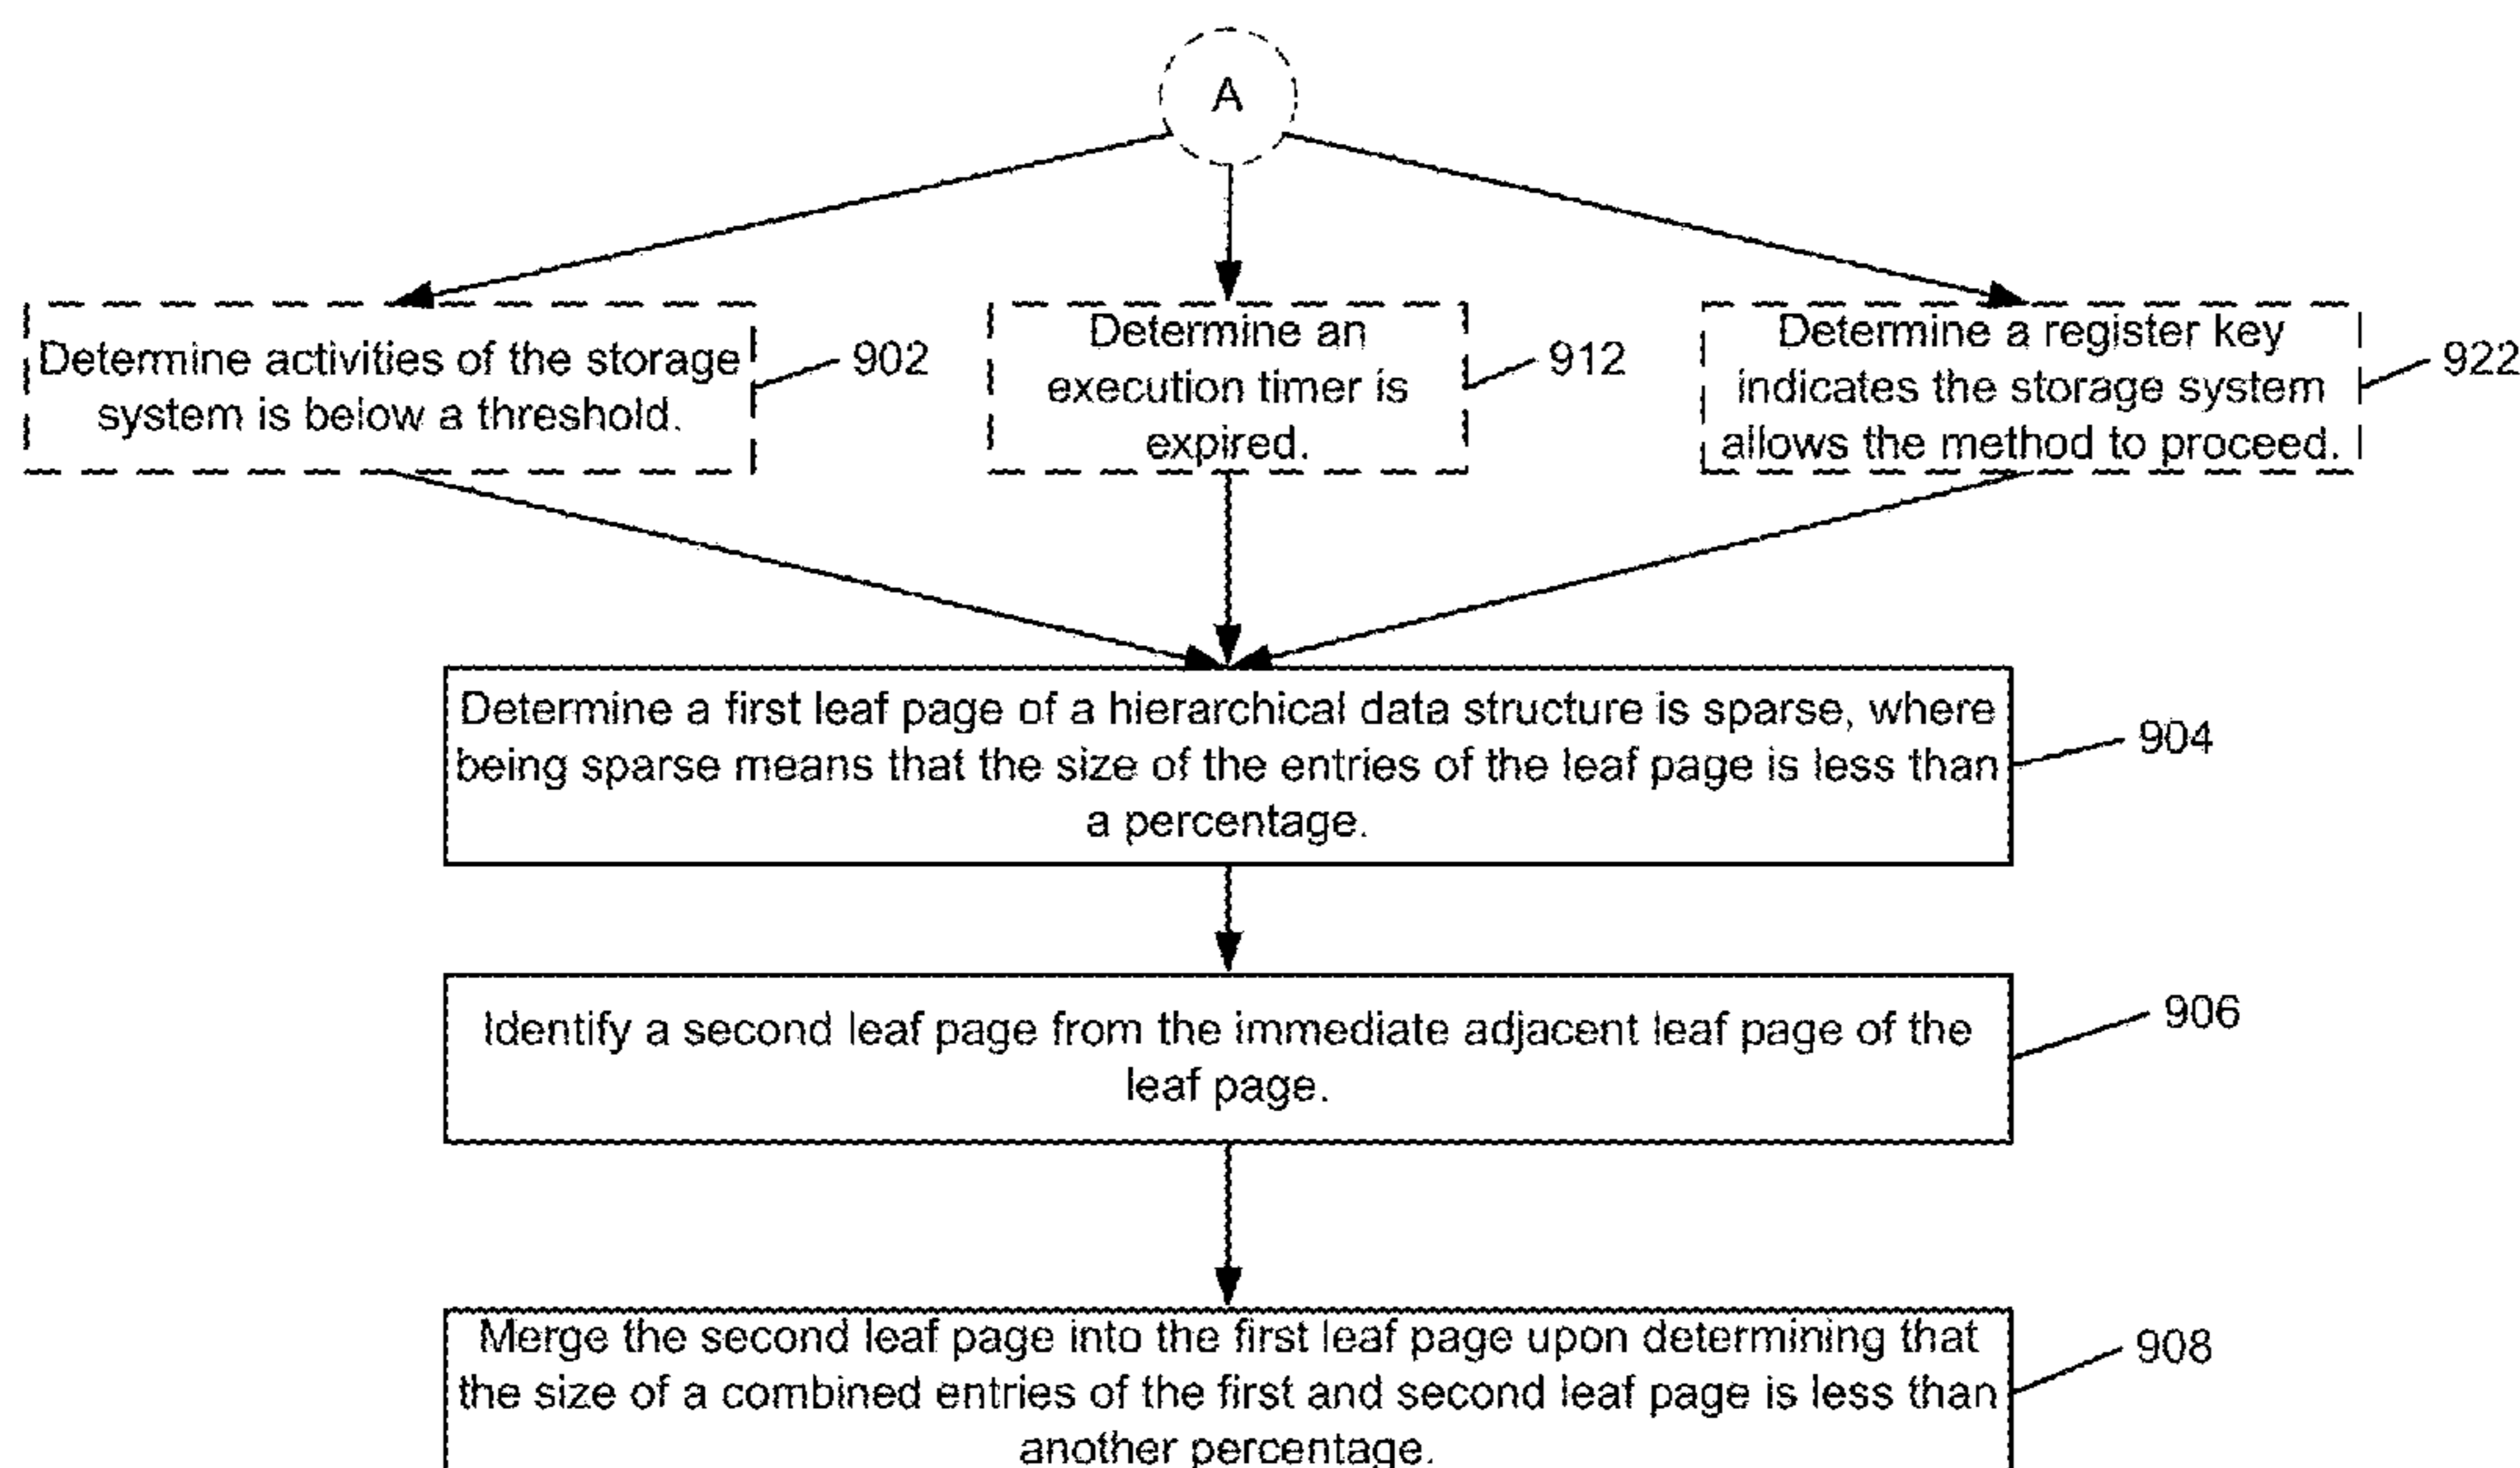 A
Determine activities of the storage
system is below a threshold.
902
Determine an
execution timer is
expired.
912
Determine a register key
indicates the storage system
allows the method to proceed.
922
Determine a first leaf page of a hierarchical data structure is sparse, where
being sparse means that the size of the entries of the leaf page is less than
a percentage.
904
Identify a second leaf page from the immediate adjacent leaf page of the
leaf page.
906
Merge the second leaf page into the first leaf page upon determining that
the size of a combined entries of the first and second leaf page is less than
another percentage.
908